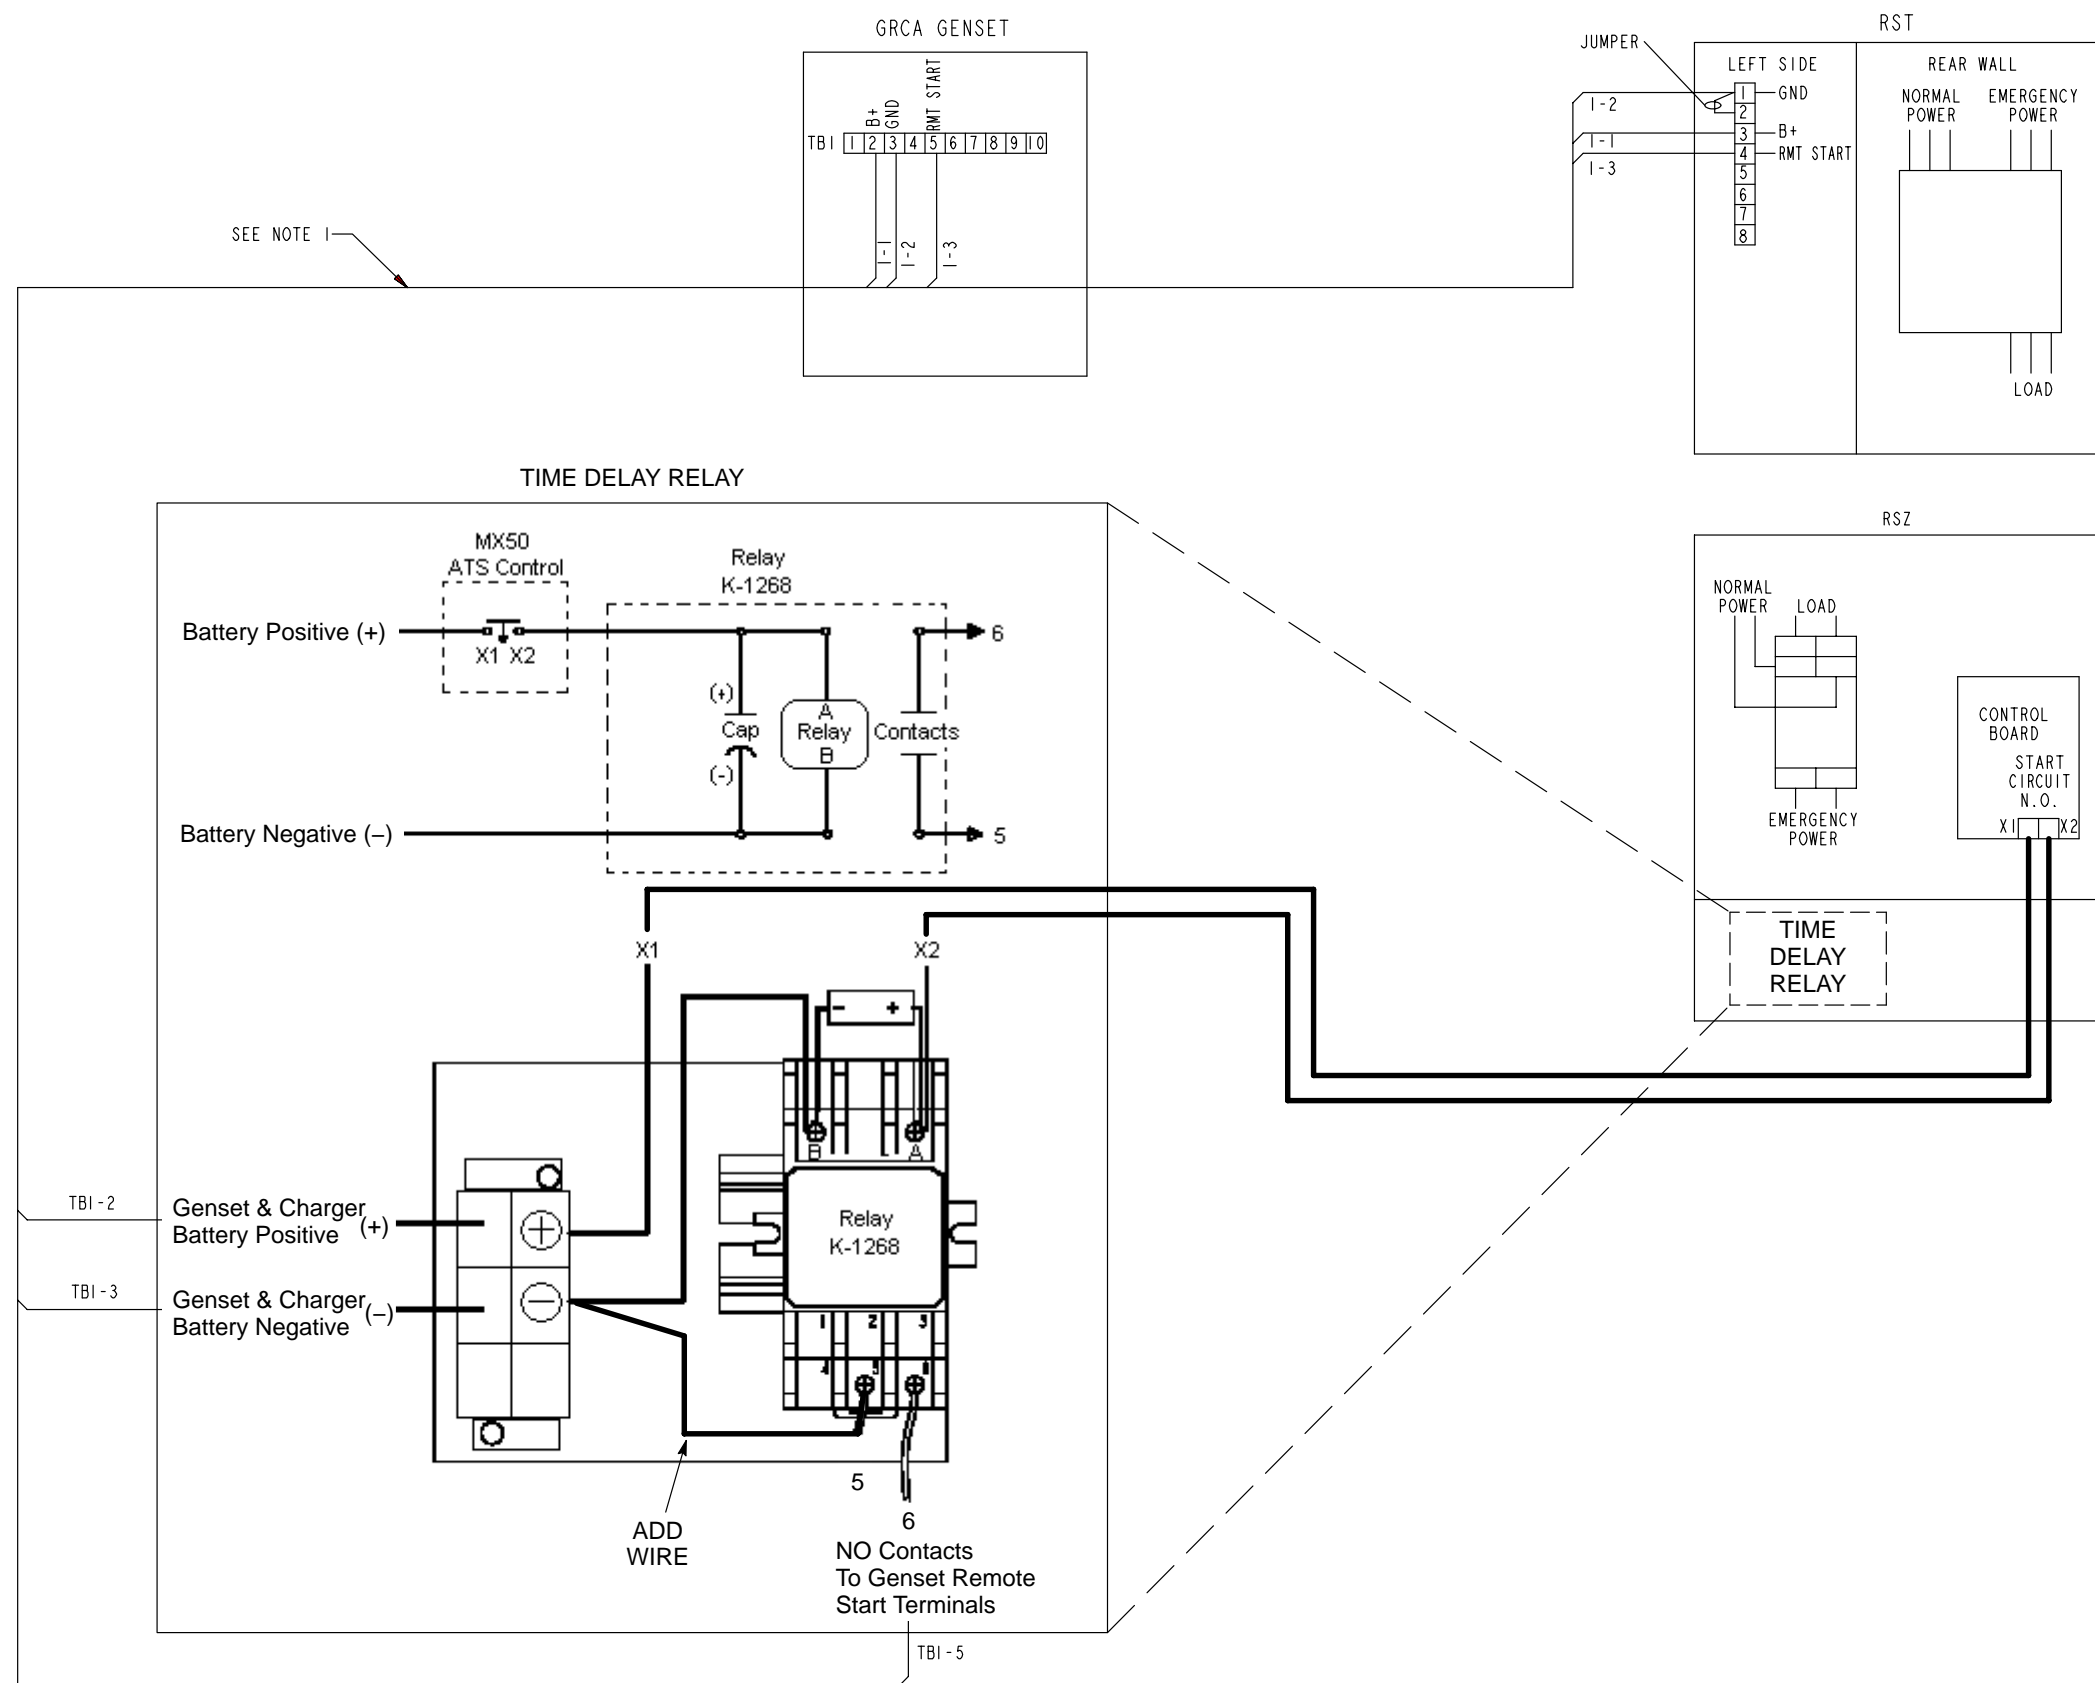 GRCA GENSET
B+
GND
RMT START
TB1 1 2 3 4 5 6 7 8 9 10
1-1
1-2
1-3
SEE NOTE 1
RST
JUMPER
LEFT SIDE
REAR WALL
1-2
1-1
1-3
1 GND
2
3 B+
4 RMT START
5
6
7
8
NORMAL
POWER
EMERGENCY
POWER
LOAD
TIME DELAY RELAY
MX50
ATS Control
Relay
K-1268
Battery Positive (+)
X1 X2
6
(+)
Cap
(-)
A
Relay
B
Contacts
Battery Negative (–)
5
RSZ
NORMAL
POWER
LOAD
EMERGENCY
POWER
CONTROL
BOARD
START
CIRCUIT
N.O.
X1 X2
TIME
DELAY
RELAY
X1
X2
- +
B A
TB1-2
Genset & Charger
Battery Positive (+)
+
TB1-3
Genset & Charger
Battery Negative (–)
–
Relay
K-1268
1 2 3
4 5 6
5
6
ADD
WIRE
NO Contacts
To Genset Remote
Start Terminals
TB1-5